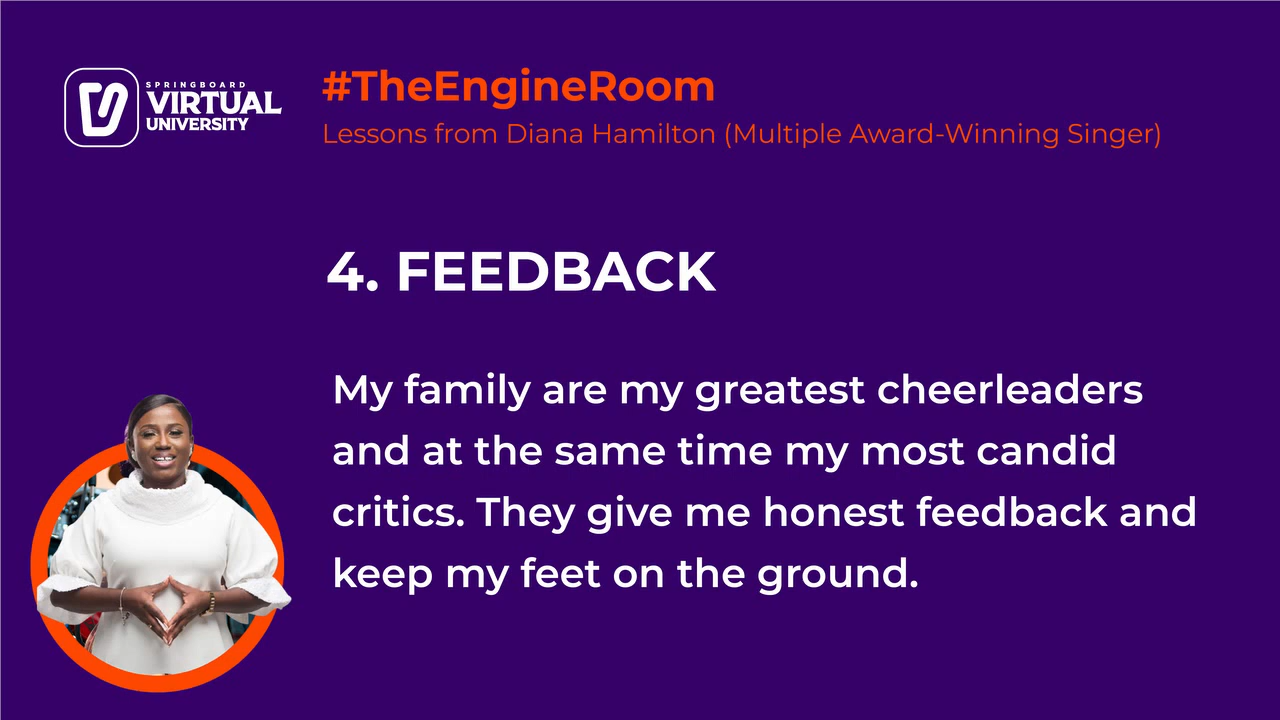 SPRINGBOARD
VIRTUAL
UNIVERSITY
#TheEngineRoom
Lessons from Diana Hamilton (Multiple Award-Winning Singer)
4. FEEDBACK
My family are my greatest cheerleaders
and at the same time my most candid
critics. They give me honest feedback and
keep my feet on the ground.